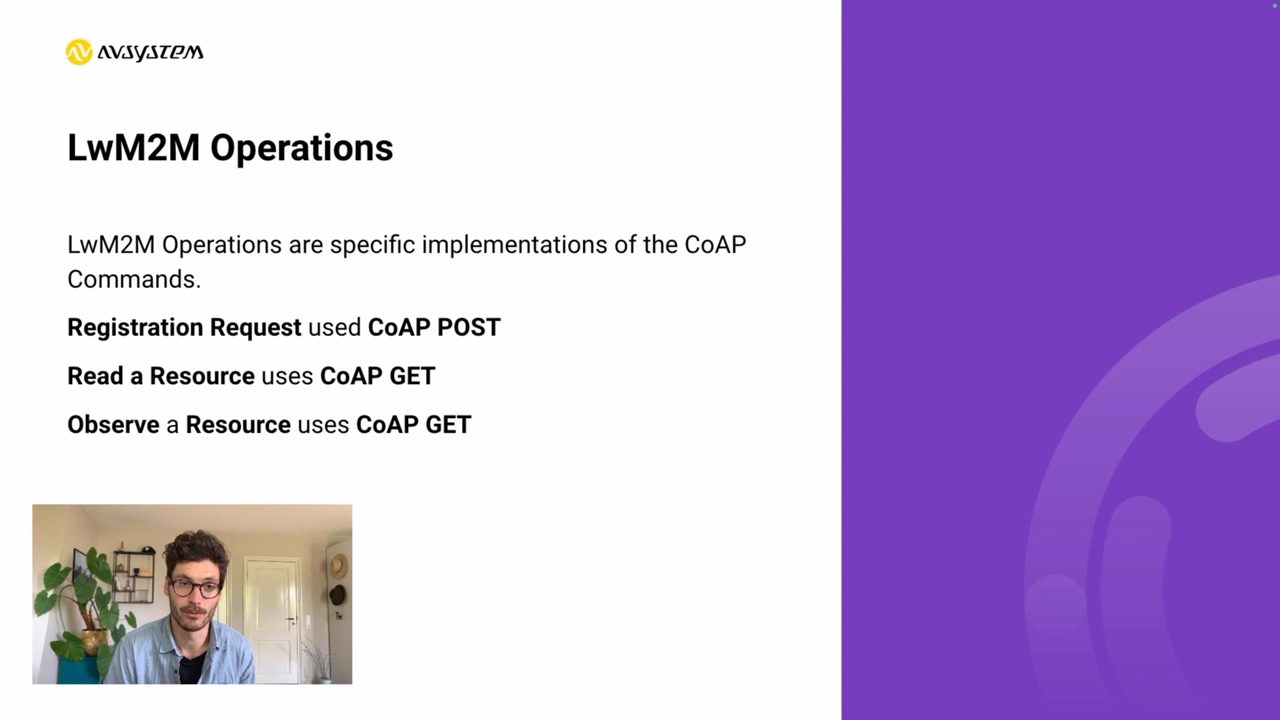 AVSYSTEM
LwM2M Operations
LwM2M Operations are specific implementations of the CoAP
Commands.
Registration Request used CoAP POST
Read a Resource uses CoAP GET
Observe a Resource uses CoAP GET